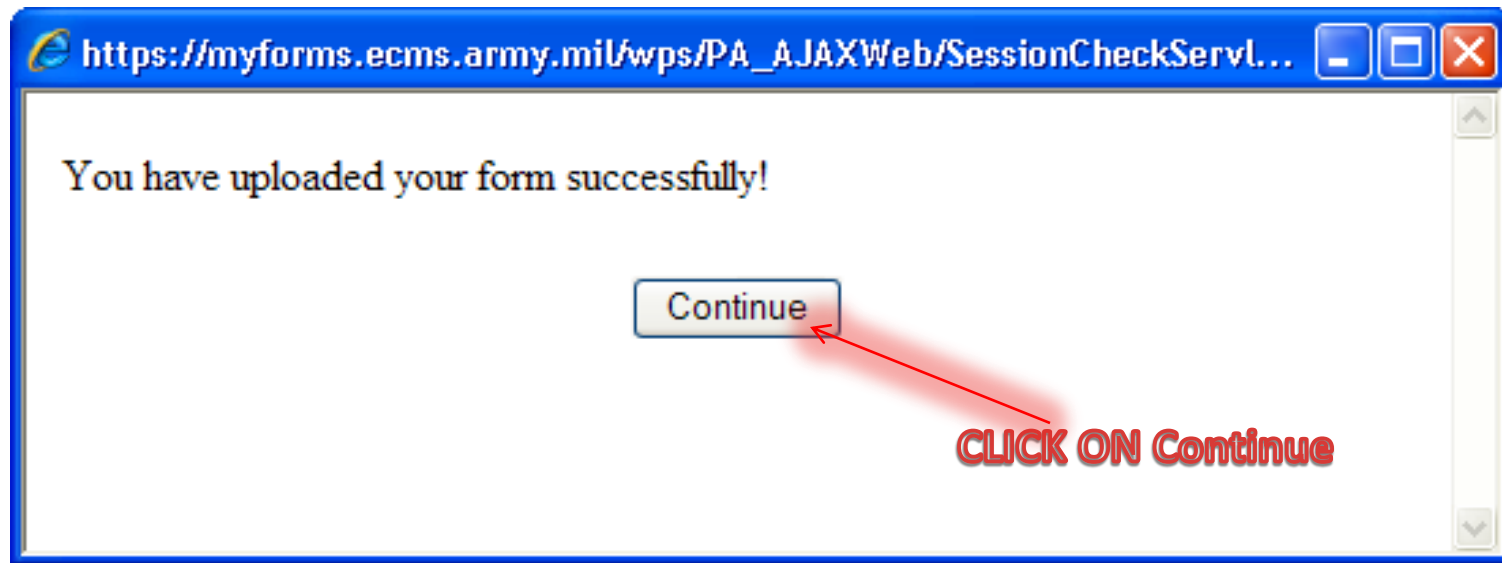 https://myforms.ecms.army.mil/wps/PA_AJAXWeb/SessionCheckServl...
You have uploaded your form successfully!
Continue
CLICK ON Continue